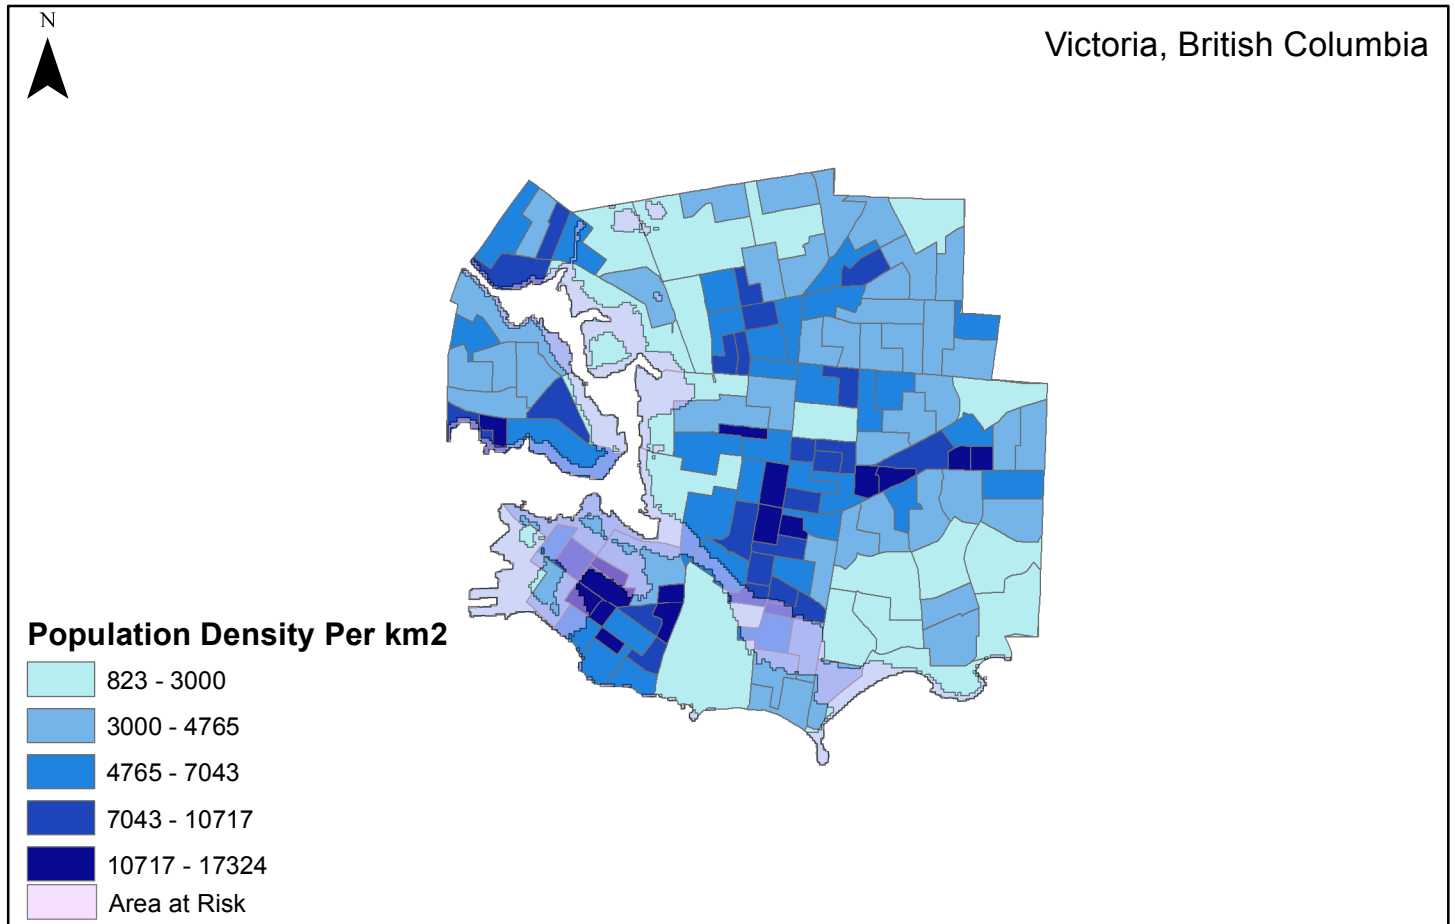 N
Victoria, British Columbia
Population Density Per km2
823 - 3000
3000 - 4765
4765 - 7043
7043 - 10717
10717 - 17324
Area at Risk